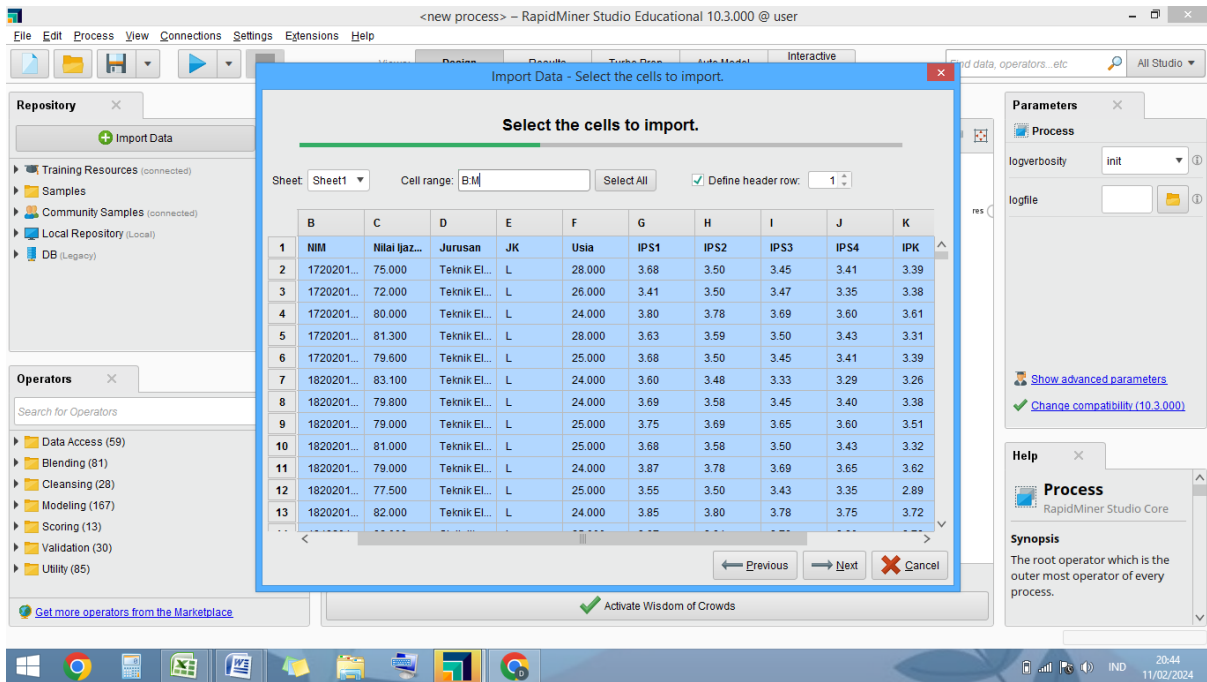 <new process> – RapidMiner Studio Educational 10.3.000 @ user
File Edit Process View Connections Settings Extensions Help
Interactive
Find data, operators...etc
All Studio
Import Data - Select the cells to import.
Repository
Import Data
Training Resources (connected)
Samples
Community Samples (connected)
Local Repository (Local)
DB (Legacy)
Operators
Search for Operators
Data Access (59)
Blending (81)
Cleansing (28)
Modeling (167)
Scoring (13)
Validation (30)
Utility (85)
Get more operators from the Marketplace
Select the cells to import.
Sheet: Sheet1 Cell range: B:M Select All Define header row: 1
B C D E F G H I J K
1 NIM Nilai Ijaz... Jurusan JK Usia IPS1 IPS2 IPS3 IPS4 IPK
2 1720201... 75.000 Teknik El... L 28.000 3.68 3.50 3.45 3.41 3.39
3 1720201... 72.000 Teknik El... L 26.000 3.41 3.50 3.47 3.35 3.38
4 1720201... 80.000 Teknik El... L 24.000 3.80 3.78 3.69 3.60 3.61
5 1720201... 81.300 Teknik El... L 28.000 3.63 3.59 3.50 3.43 3.31
6 1720201... 79.600 Teknik El... L 25.000 3.68 3.50 3.45 3.41 3.39
7 1820201... 83.100 Teknik El... L 24.000 3.60 3.48 3.33 3.29 3.26
8 1820201... 79.800 Teknik El... L 24.000 3.69 3.58 3.45 3.40 3.38
9 1820201... 79.000 Teknik El... L 25.000 3.75 3.69 3.65 3.60 3.51
10 1820201... 81.000 Teknik El... L 25.000 3.68 3.58 3.50 3.43 3.32
11 1820201... 79.000 Teknik El... L 24.000 3.87 3.78 3.69 3.65 3.62
12 1820201... 77.500 Teknik El... L 25.000 3.55 3.50 3.43 3.35 2.89
13 1820201... 82.000 Teknik El... L 24.000 3.85 3.80 3.78 3.75 3.72
Previous Next Cancel
Activate Wisdom of Crowds
res
Parameters
Process
logverbosity init
logfile
Show advanced parameters
Change compatibility (10.3.000)
Help
Process
RapidMiner Studio Core
Synopsis
The root operator which is the
outer most operator of every
process.
IND
20:44
11/02/2024